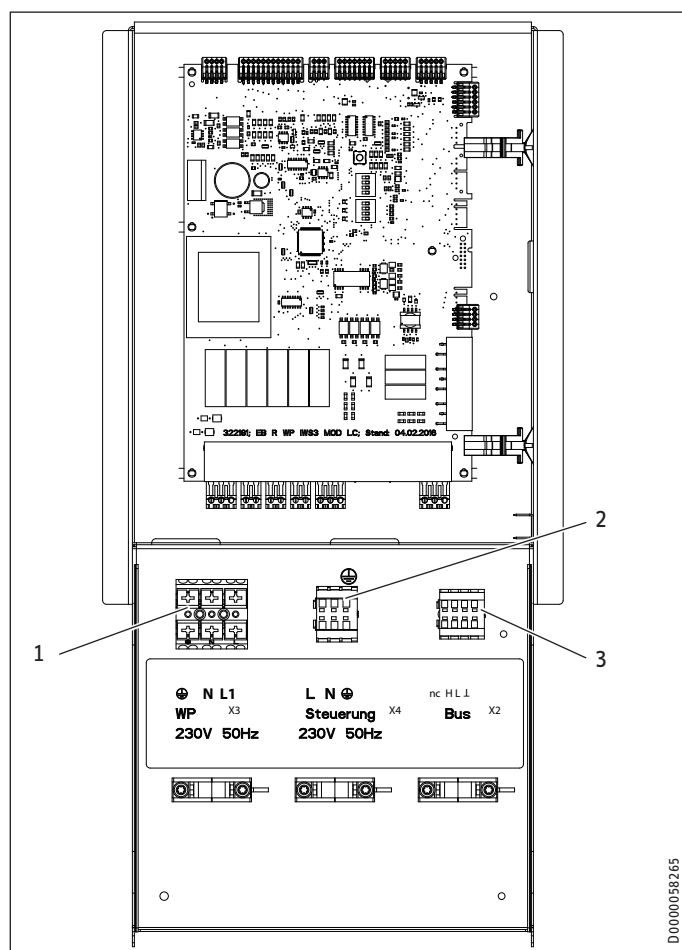 322191; EB R WP IWS3 MOD LC; Stand: 04.02.2016
2
1
3
N L1
L N
nc H L ⊥
WP X3
Steuerung X4
Bus X2
230V 50Hz
230V 50Hz
D0000058265